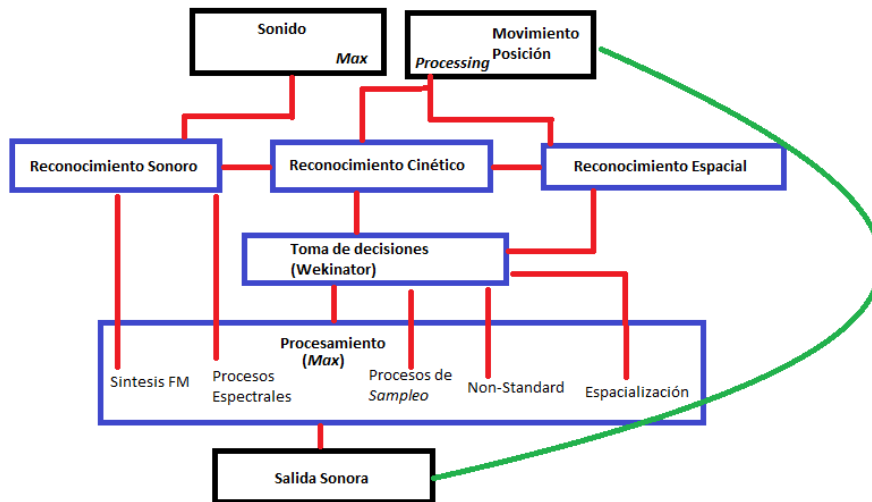 Sonido
Max
Movimiento
Posición
Processing
Reconocimiento Sonoro
Reconocimiento Cinético
Reconocimiento Espacial
Toma de decisiones
(Wekinator)
Procesamiento
(Max)
Sintesis FM
Procesos
Espectrales
Procesos de
Sampleo
Non-Standard
Espacialización
Salida Sonora